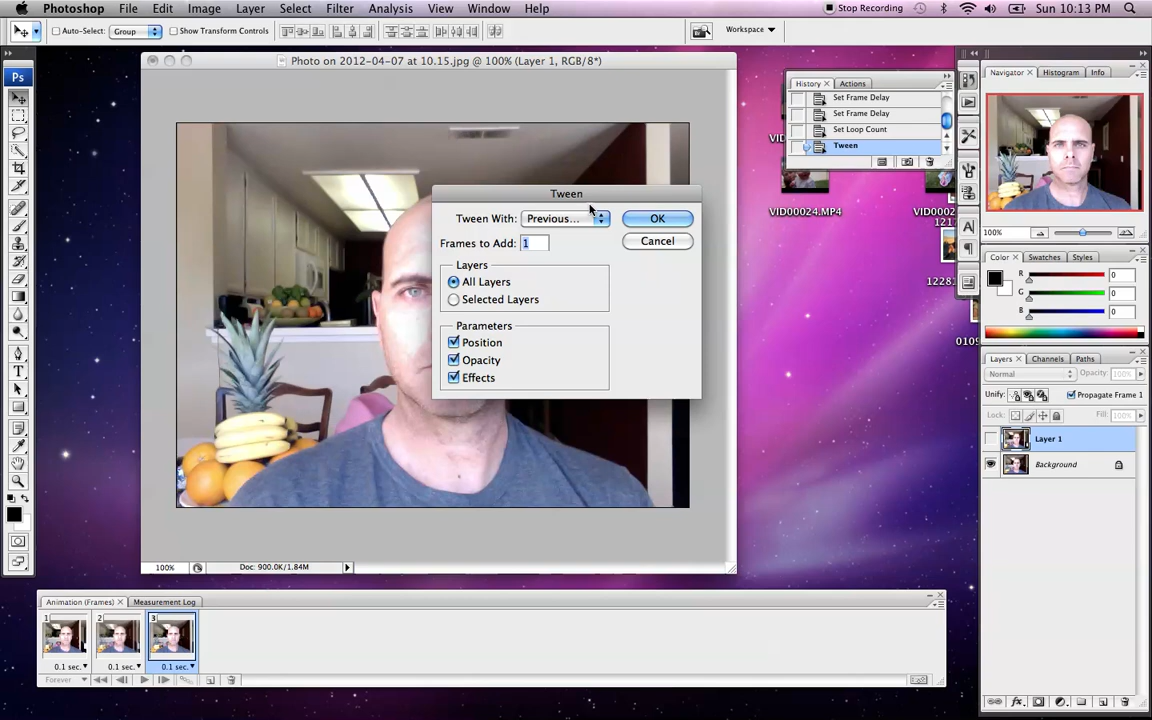 Photoshop File Edit Image Layer Select Filter Analysis View Window Help Stop Recording Sun 10:13 PM
Auto-Select: Group Show Transform Controls Workspace
Photo on 2012-04-07 at 10.15.jpg @ 100% (Layer 1, RGB/8*)
Ps
History Actions
Set Frame Delay
Set Frame Delay
Set Loop Count
Tween
VID00024.MP4
Navigator Histogram Info
100%
Color Swatches Styles
R 0
G 0
B 0
Layers Channels Paths
Normal Opacity: 100%
Unify: Propagate Frame 1
Lock: Fill: 100%
Layer 1
Background
Tween
Tween With: Previous...
OK
Frames to Add: 1
Cancel
Layers
All Layers
Selected Layers
Parameters
Position
Opacity
Effects
100% Doc: 900.0K/1.84M
Animation (Frames) Measurement Log
1 2 3
0.1 sec. 0.1 sec. 0.1 sec.
Forever